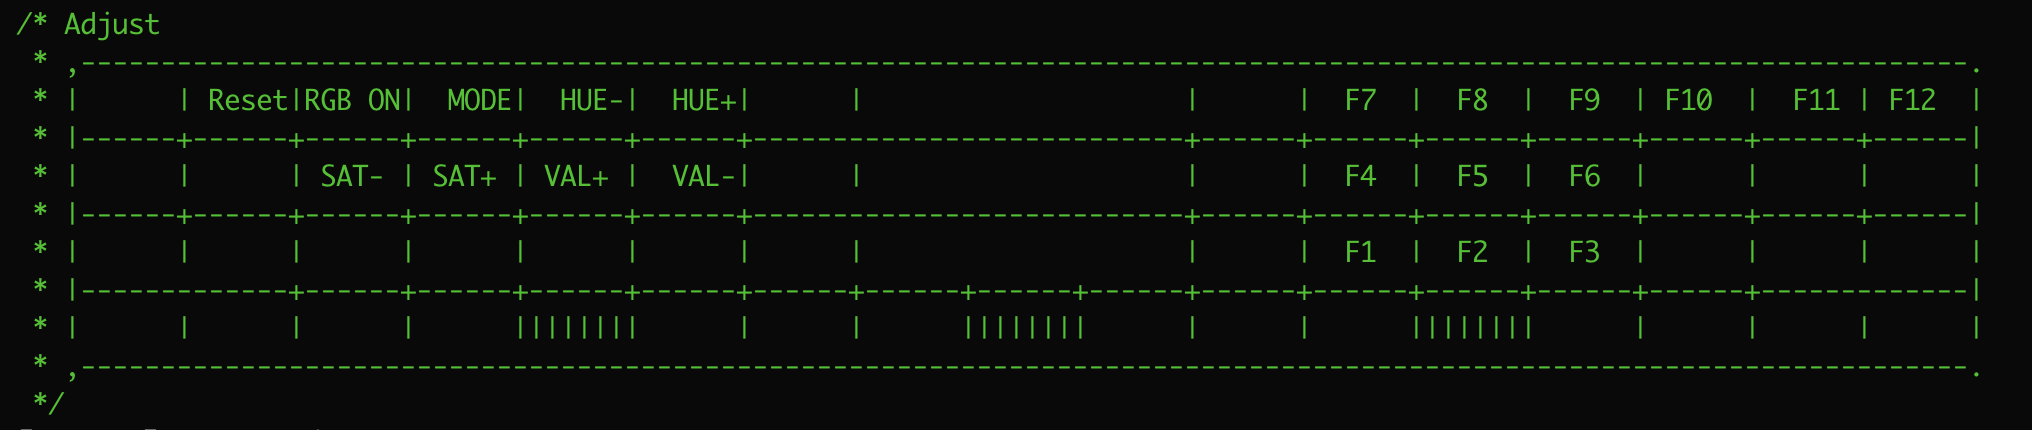 /* Adjust
 * ,----------------------------------------------------------------------------------------------------------------------.
 * |      | Reset|RGB ON|  MODE|  HUE-|  HUE+|      |                    |      |  F7  |  F8  |  F9  | F10  |  F11 | F12  |
 * |------+------+------+------+------+------+---------------------------+------+------+------+------+------+------+------|
 * |      |      | SAT- | SAT+ | VAL+ |  VAL-|      |                    |      |  F4  |  F5  |  F6  |      |      |      |
 * |------+------+------+------+------+------+---------------------------+------+------+------+------+------+------+------|
 * |      |      |      |      |      |      |      |                    |      |  F1  |  F2  |  F3  |      |      |      |
 * |-------------+------+------+------+------+------+------+------+------+------+------+------+------+------+-------------|
 * |      |      |      |      ||||||||      |      |      ||||||||      |      |      ||||||||      |      |      |      |
 * ,----------------------------------------------------------------------------------------------------------------------.
 */